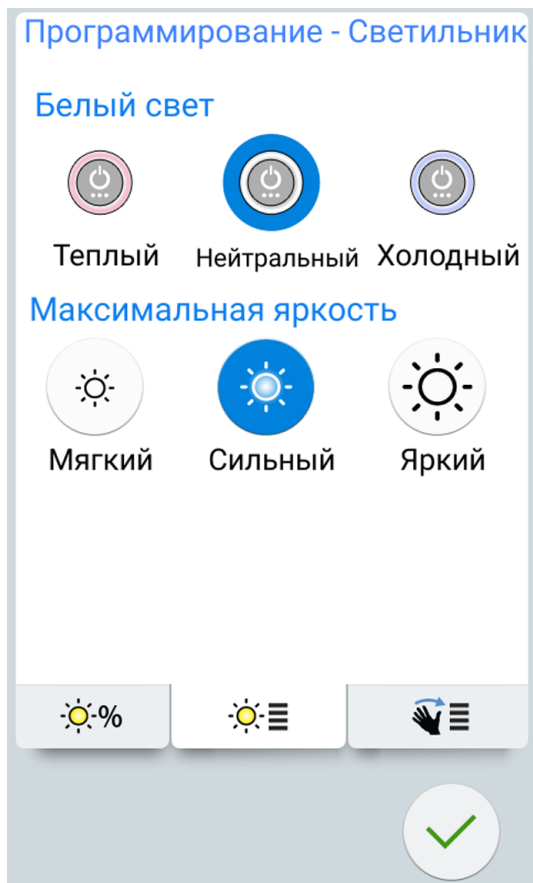 Программирование - Светильник
Белый свет
Теплый Нейтральный Холодный
Максимальная яркость
Мягкий Сильный Яркий
%